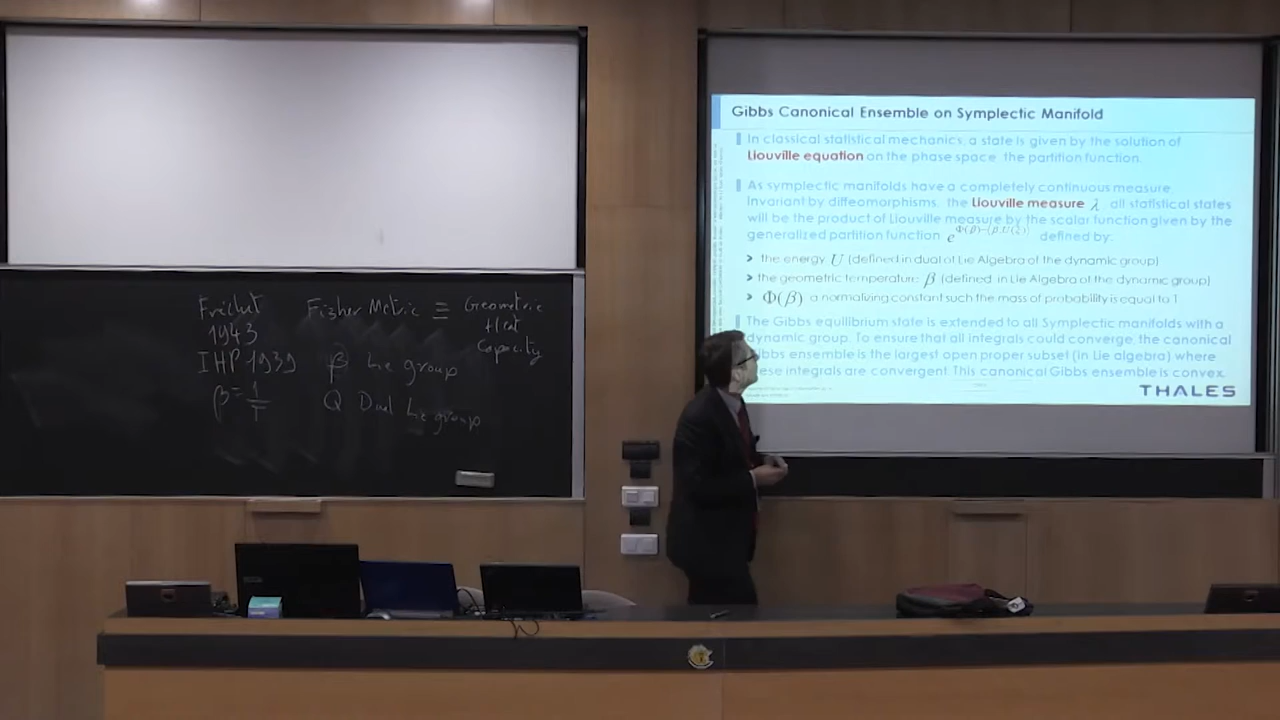 Fréchet
1943
IHP 1939
β = 1/T
Fisher Metric ≡ Geometric
Heat
Capacity
β Lie group
Q Dual Lie group
Gibbs Canonical Ensemble on Symplectic Manifold
In classical statistical mechanics, a state is given by the solution of
Liouville equation on the phase space, the partition function.
As symplectic manifolds have a completely continuous measure,
invariant by diffeomorphisms, the Liouville measure λ, all statistical states
will be the product of Liouville measure by the scalar function given by the
generalized partition function e^{Φ(β)-⟨β,U(ξ)⟩} defined by:
> the energy U (defined in dual of Lie Algebra of the dynamic group)
> the geometric temperature β (defined in Lie Algebra of the dynamic group)
> Φ(β) a normalizing constant such the mass of probability is equal to 1
The Gibbs equilibrium state is extended to all Symplectic manifolds with a
dynamic group. To ensure that all integrals could converge, the canonical
Gibbs ensemble is the largest open proper subset (in Lie algebra) where
these integrals are convergent. This canonical Gibbs ensemble is convex.
THALES